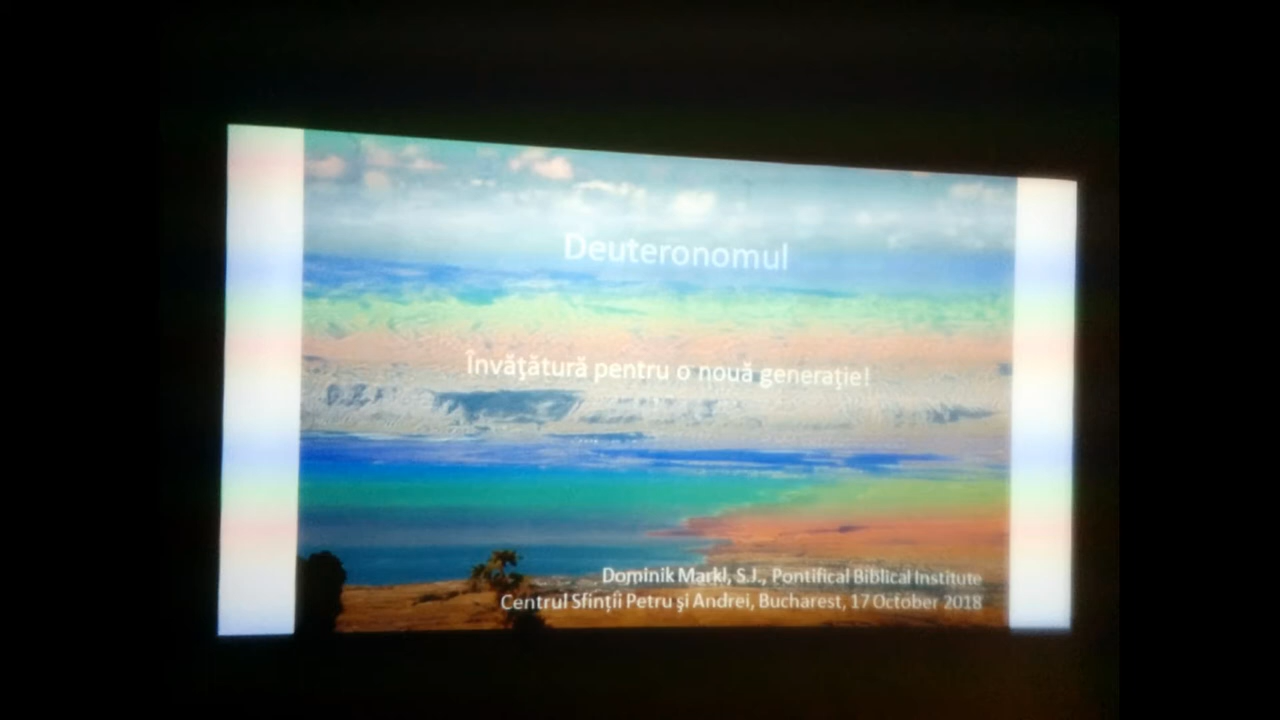 Deuteronomul
Învăţătură pentru o nouă generaţie!
Dominik Markl, S.J., Pontifical Biblical Institute
Centrul Sfinţii Petru şi Andrei, Bucharest, 17 October 2018